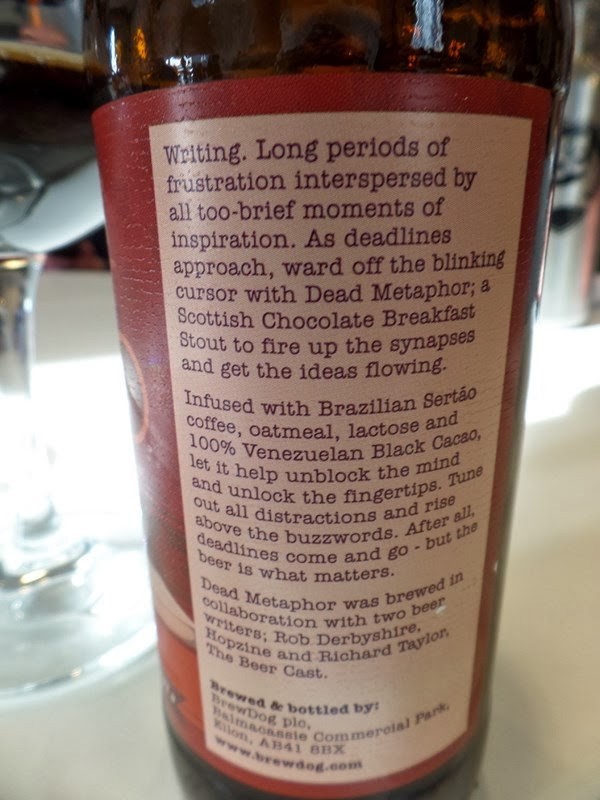 Writing. Long periods of
frustration interspersed by
all too-brief moments of
inspiration. As deadlines
approach, ward off the blinking
cursor with Dead Metaphor; a
Scottish Chocolate Breakfast
Stout to fire up the synapses
and get the ideas flowing.
Infused with Brazilian Sertão
coffee, oatmeal, lactose and
100% Venezuelan Black Cacao,
let it help unblock the mind
and unlock the fingertips. Tune
out all distractions and rise
above the buzzwords. After all,
deadlines come and go - but the
beer is what matters.
Dead Metaphor was brewed in
collaboration with two beer
writers; Rob Derbyshire,
Hopzine and Richard Taylor,
The Beer Cast.
Brewed & bottled by:
BrewDog plc,
Balmacassie Commercial Park,
Ellon, AB41 8BX
www.brewdog.com